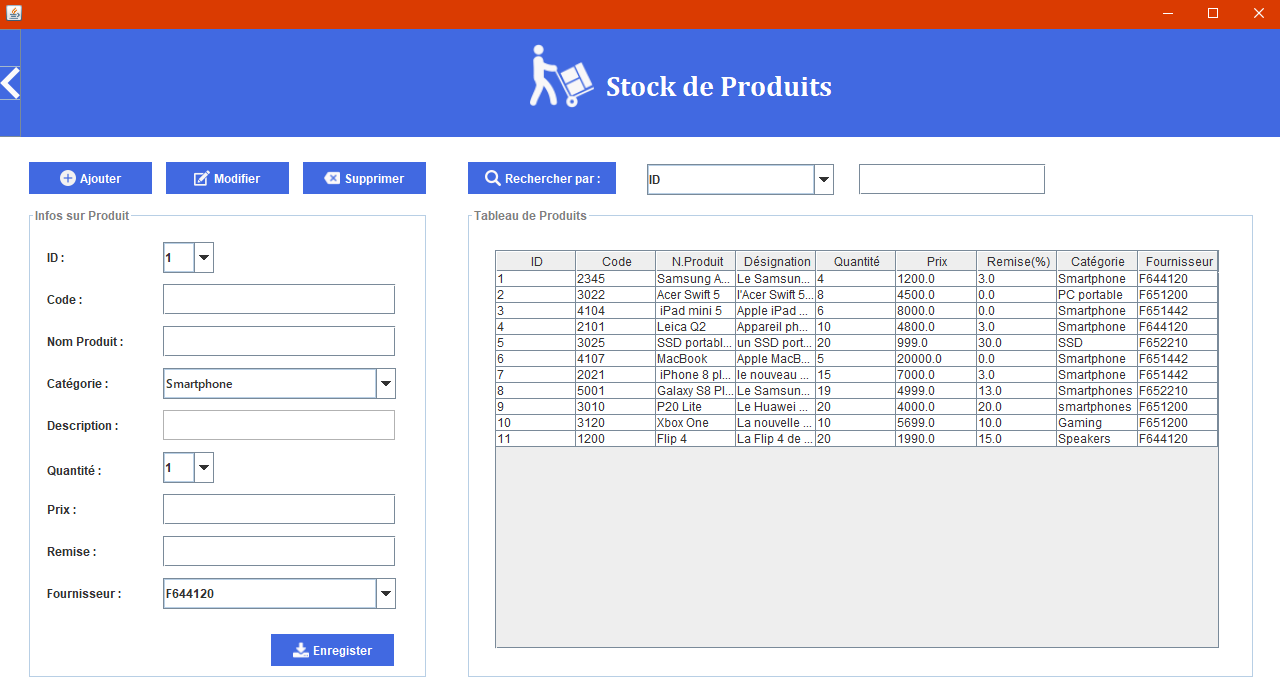 Stock de Produits
Ajouter Modifier Supprimer Rechercher par : ID
Infos sur Produit
ID : 1
Code :
Nom Produit :
Catégorie : Smartphone
Description :
Quantité : 1
Prix :
Remise :
Fournisseur : F644120
Enregister
Tableau de Produits
ID Code N.Produit Désignation Quantité Prix Remise(%) Catégorie Fournisseur
1 2345 Samsung A... Le Samsun... 4 1200.0 3.0 Smartphone F644120
2 3022 Acer Swift 5 l'Acer Swift 5... 8 4500.0 0.0 PC portable F651200
3 4104 iPad mini 5 Apple iPad ... 6 8000.0 0.0 Smartphone F651442
4 2101 Leica Q2 Appareil ph... 10 4800.0 3.0 Smartphone F644120
5 3025 SSD portabl... un SSD port... 20 999.0 30.0 SSD F652210
6 4107 MacBook Apple MacB... 5 20000.0 0.0 Smartphone F651442
7 2021 iPhone 8 pl... le nouveau ... 15 7000.0 3.0 Smartphone F651442
8 5001 Galaxy S8 Pl... Le Samsun... 19 4999.0 13.0 Smartphones F652210
9 3010 P20 Lite Le Huawei ... 20 4000.0 20.0 smartphones F651200
10 3120 Xbox One La nouvelle ... 10 5699.0 10.0 Gaming F651200
11 1200 Flip 4 La Flip 4 de ... 20 1990.0 15.0 Speakers F644120